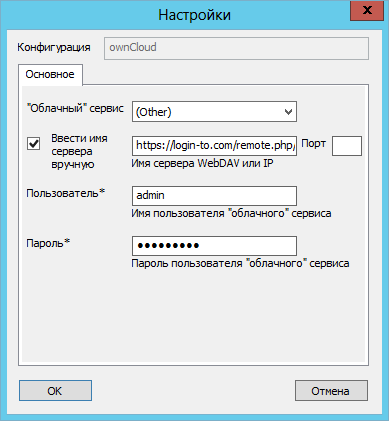 Настройки
x
Конфигурация ownCloud
Основное
"Облачный" сервис (Other)
Ввести имя сервера вручную https://login-to.com/remote.php/ Порт
Имя сервера WebDAV или IP
Пользователь* admin
Имя пользователя "облачного" сервиса
Пароль* •••••••••
Пароль пользователя "облачного" сервиса
OK Отмена